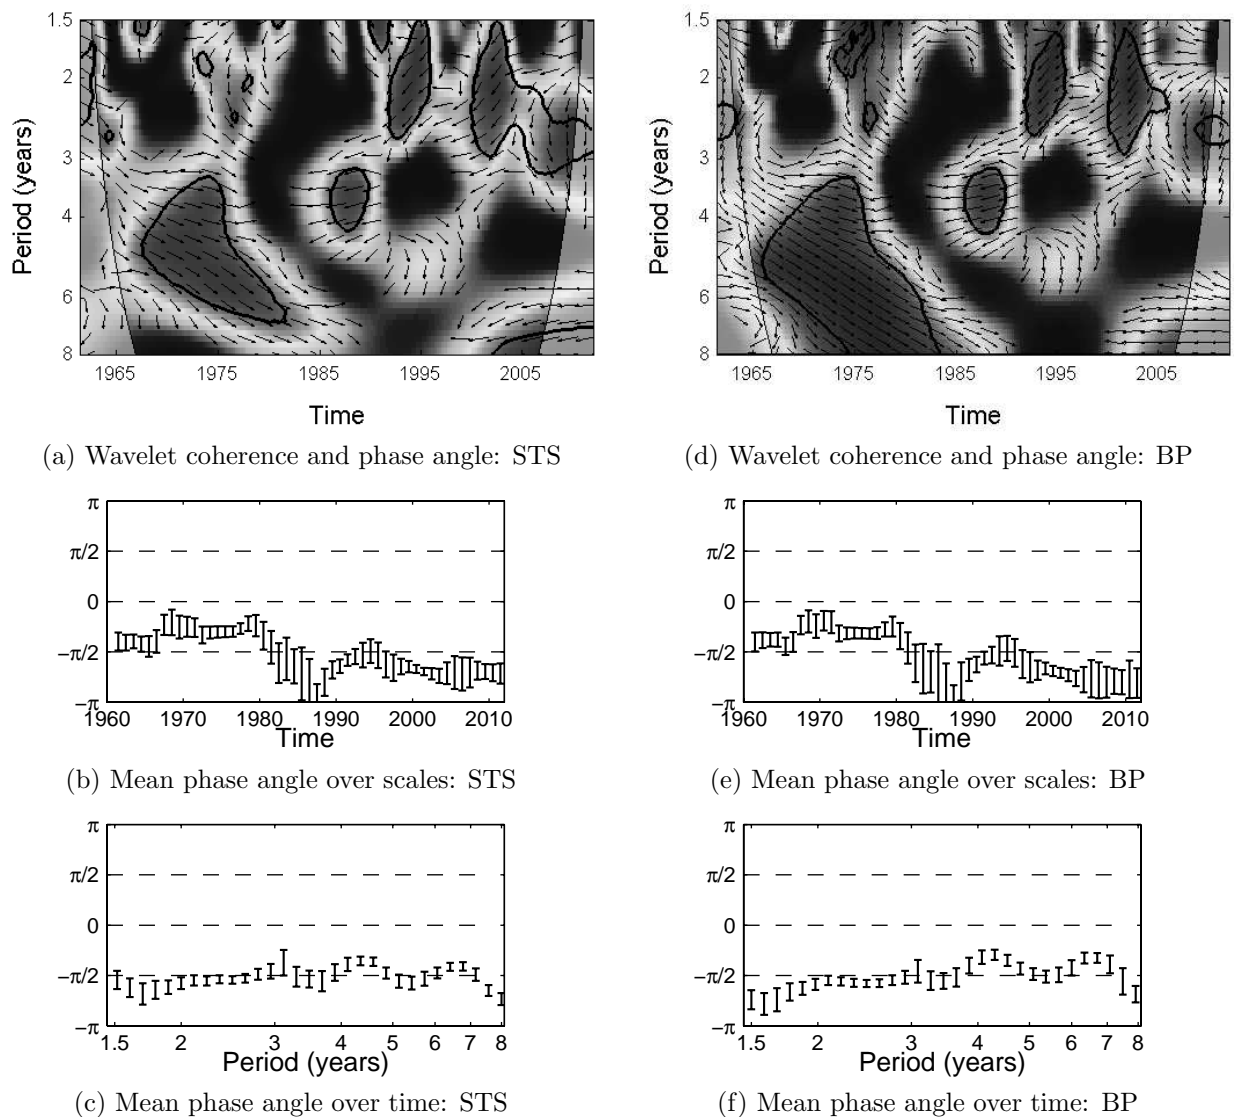 1.5
2
3
4
6
8
Period (years)
1965 1975 1985 1995 2005
Time
(a) Wavelet coherence and phase angle: STS
1.5
2
3
4
6
8
Period (years)
1965 1975 1985 1995 2005
Time
(d) Wavelet coherence and phase angle: BP
π
π/2
0
−π/2
−π
1960 1970 1980 1990 2000 2010
Time
(b) Mean phase angle over scales: STS
π
π/2
0
−π/2
−π
1960 1970 1980 1990 2000 2010
Time
(e) Mean phase angle over scales: BP
π
π/2
0
−π/2
−π
1.5 2 3 4 5 6 7 8
Period (years)
(c) Mean phase angle over time: STS
π
π/2
0
−π/2
−π
1.5 2 3 4 5 6 7 8
Period (years)
(f) Mean phase angle over time: BP